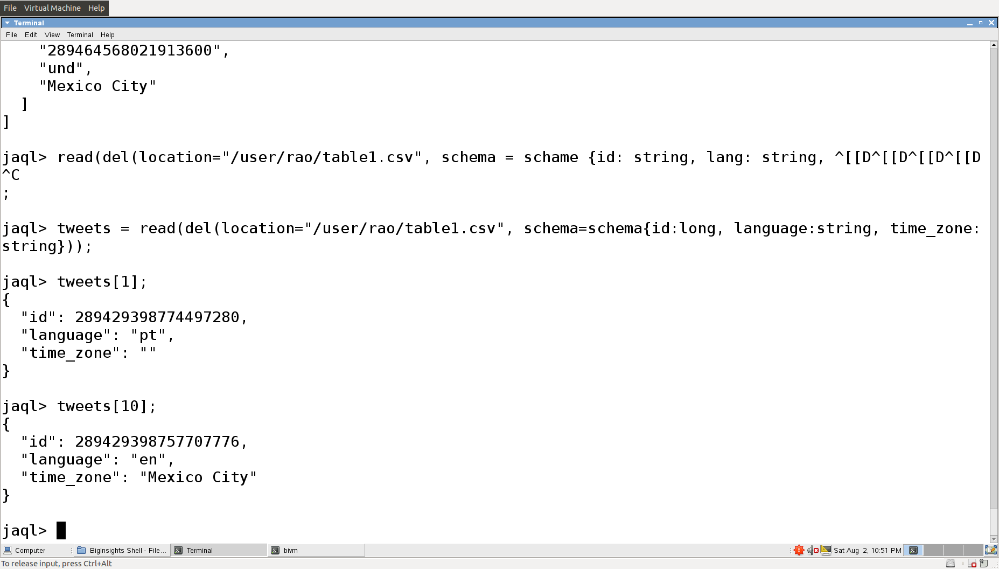 File Virtual Machine Help
Terminal
File Edit View Terminal Help
"289464568021913600",
"und",
"Mexico City"
]
]
jaql> read(del(location="/user/rao/table1.csv", schema = schame {id: string, lang: string, ^[[D^[[D^[[D^[[D
^C
;
jaql> tweets = read(del(location="/user/rao/table1.csv", schema=schema{id:long, language:string, time_zone:
string}));
jaql> tweets[1];
{
"id": 289429398774497280,
"language": "pt",
"time_zone": ""
}
jaql> tweets[10];
{
"id": 289429398757707776,
"language": "en",
"time_zone": "Mexico City"
}
jaql>
Computer BigInsights Shell - File... Terminal bivm Sat Aug 2, 10:51 PM
To release input, press Ctrl+Alt